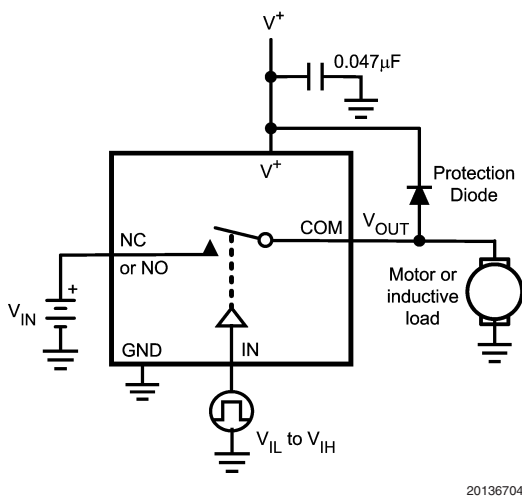 V+
0.047μF
V+
Protection
Diode
COM
VOUT
NC
or NO
+
VIN
Motor or
inductive
load
GND
IN
VIL to VIH
20136704